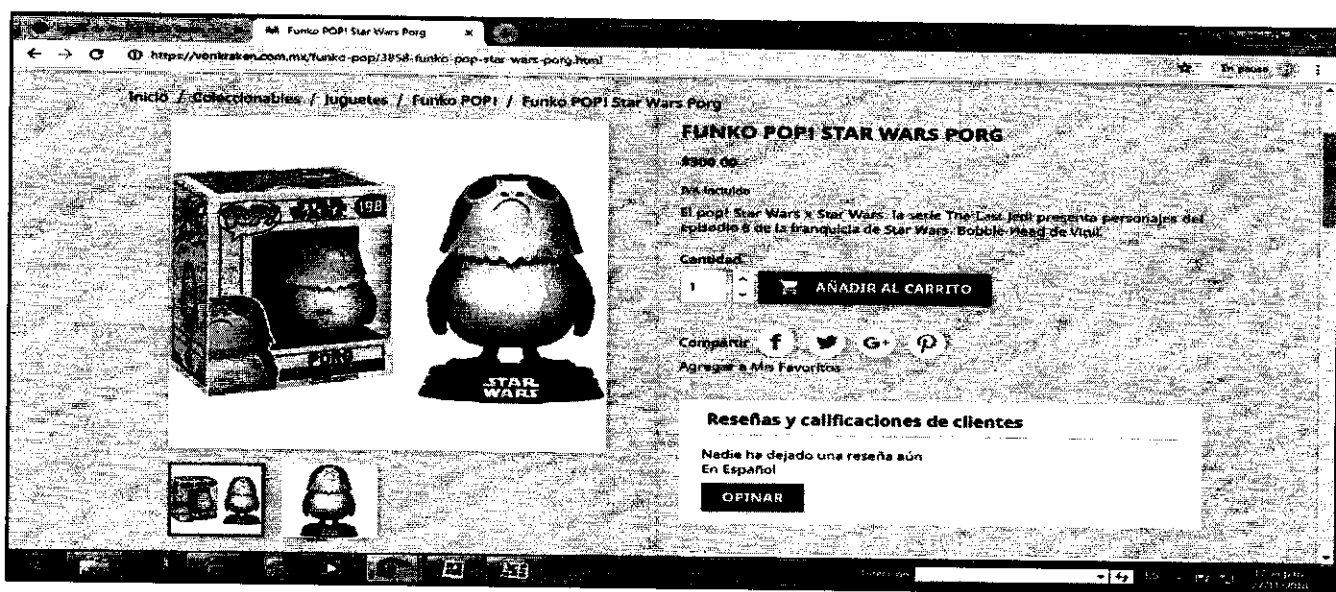 Funko POP! Star Wars Porg
https://vonkraken.com.mx/funko-pop/3858-funko-pop-star-wars-porg.html
En pausa
Inicio / Coleccionables / Juguetes / Funko POP! / Funko POP! Star Wars Porg
FUNKO POP! STAR WARS PORG
$300.00
IVA incluido
El pop! Star Wars x Star Wars: la serie The Last Jedi presenta personajes del
episodio 8 de la franquicia de Star Wars. Bobble-Head de Vinil.
Cantidad
1
AÑADIR AL CARRITO
Compartir
Agregar a Mis Favoritos
198
PORG
STAR
WARS
Reseñas y calificaciones de clientes
Nadie ha dejado una reseña aún
En Español
OPINAR